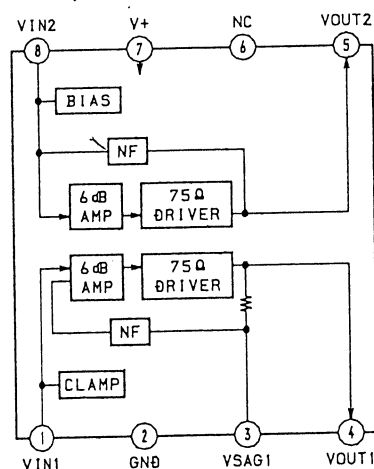 VIN2 V+ NC VOUT2
8 7 6 5
BIAS
NF
6dB
AMP
75Ω
DRIVER
6dB
AMP
75Ω
DRIVER
NF
CLAMP
1 2 3 4
VIN1 GND VSAG1 VOUT1